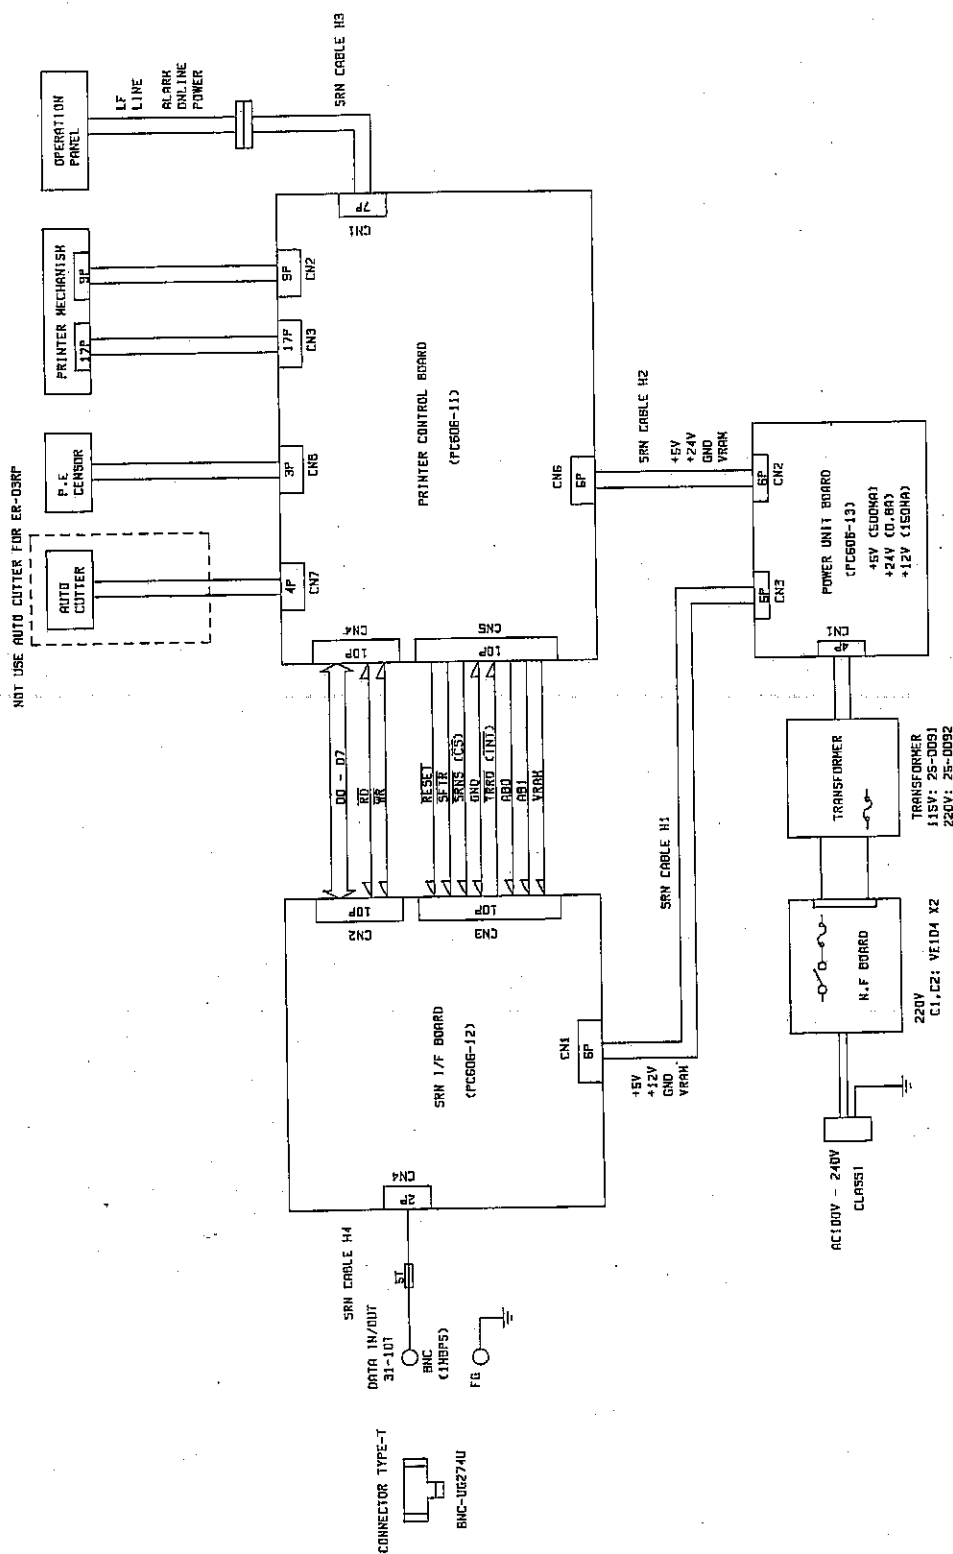 NOT USE AUTO CUTTER FOR ER-03RP
AUTO
CUTTER
P.E
CENSOR
PRINTER MECHANISM
17P
9P
OPERATION
PANEL
LF
LINE
ALARM
ONLINE
POWER
SRN CABLE H3
4P
CN7
3P
17P
CN3
9P
CN2
7P
CN1
PRINTER CONTROL BOARD
(PC606-11)
CN4
10P
CN5
10P
CN6
6P
D0 - D7
RD
WR
RESET
SFTR
SRNS (CS)
GND
TRRQ (INT)
AB0
AB1
VRAM
10P
CN2
10P
CN3
SRN I/F BOARD
(PC606-12)
CN4
2P
CN1
6P
SRN CABLE H4
DATA IN/OUT
31-101
5T
BNC
(1MBPS)
FG
CONNECTOR TYPE-T
BNC-UG274U
+5V
+12V
GND
VRAM
SRN CABLE H1
SRN CABLE H2
+5V
+24V
GND
VRAM
6P
CN3
6P
CN2
POWER UNIT BOARD
(PC606-13)
+5V (500MA)
+24V (0.8A)
+12V (150MA)
CN1
4P
TRANSFORMER
TRANSFORMER
115V: 25-0091
220V: 25-0092
N.F BOARD
220V
C1,C2: VE104 X2
AC100V - 240V
CLASS1